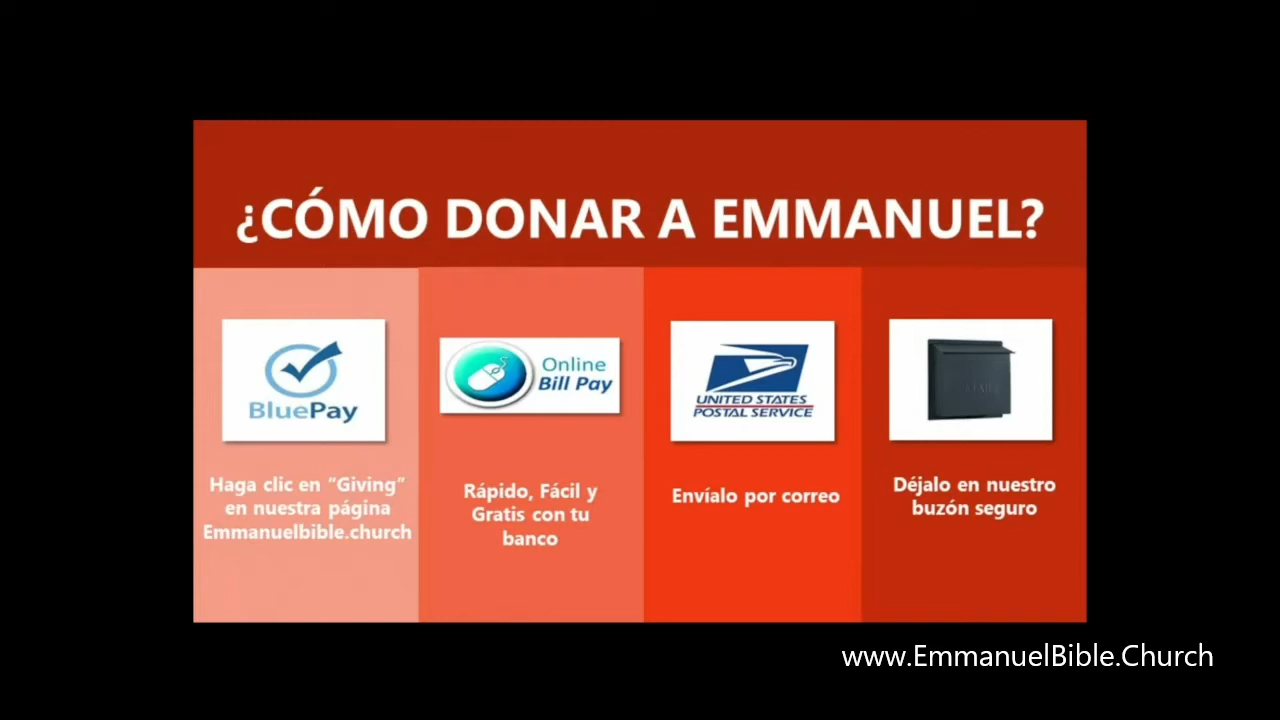 ¿CÓMO DONAR A EMMANUEL?
BluePay
Haga clic en “Giving”
en nuestra página
Emmanuelbible.church
Online
Bill Pay
Rápido, Fácil y
Gratis con tu
banco
UNITED STATES
POSTAL SERVICE
Envíalo por correo
Déjalo en nuestro
buzón seguro
www.EmmanuelBible.Church